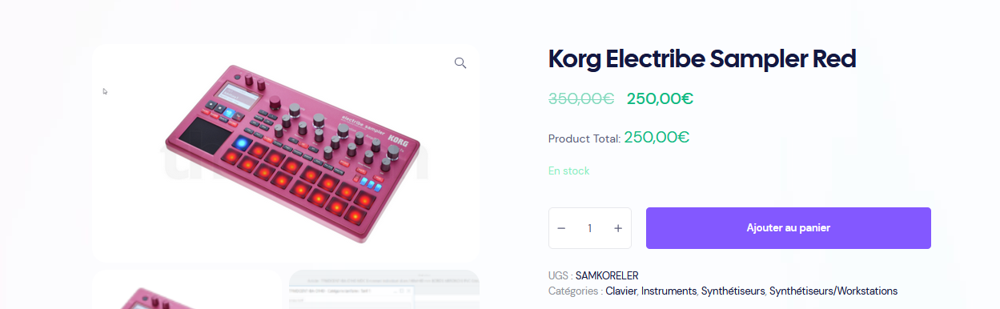 Korg Electribe Sampler Red
350,00€ 250,00€
Product Total: 250,00€
En stock
− 1 +
Ajouter au panier
UGS : SAMKORELER
Catégories : Clavier, Instruments, Synthétiseurs, Synthétiseurs/Workstations
electribe sampler
KORG